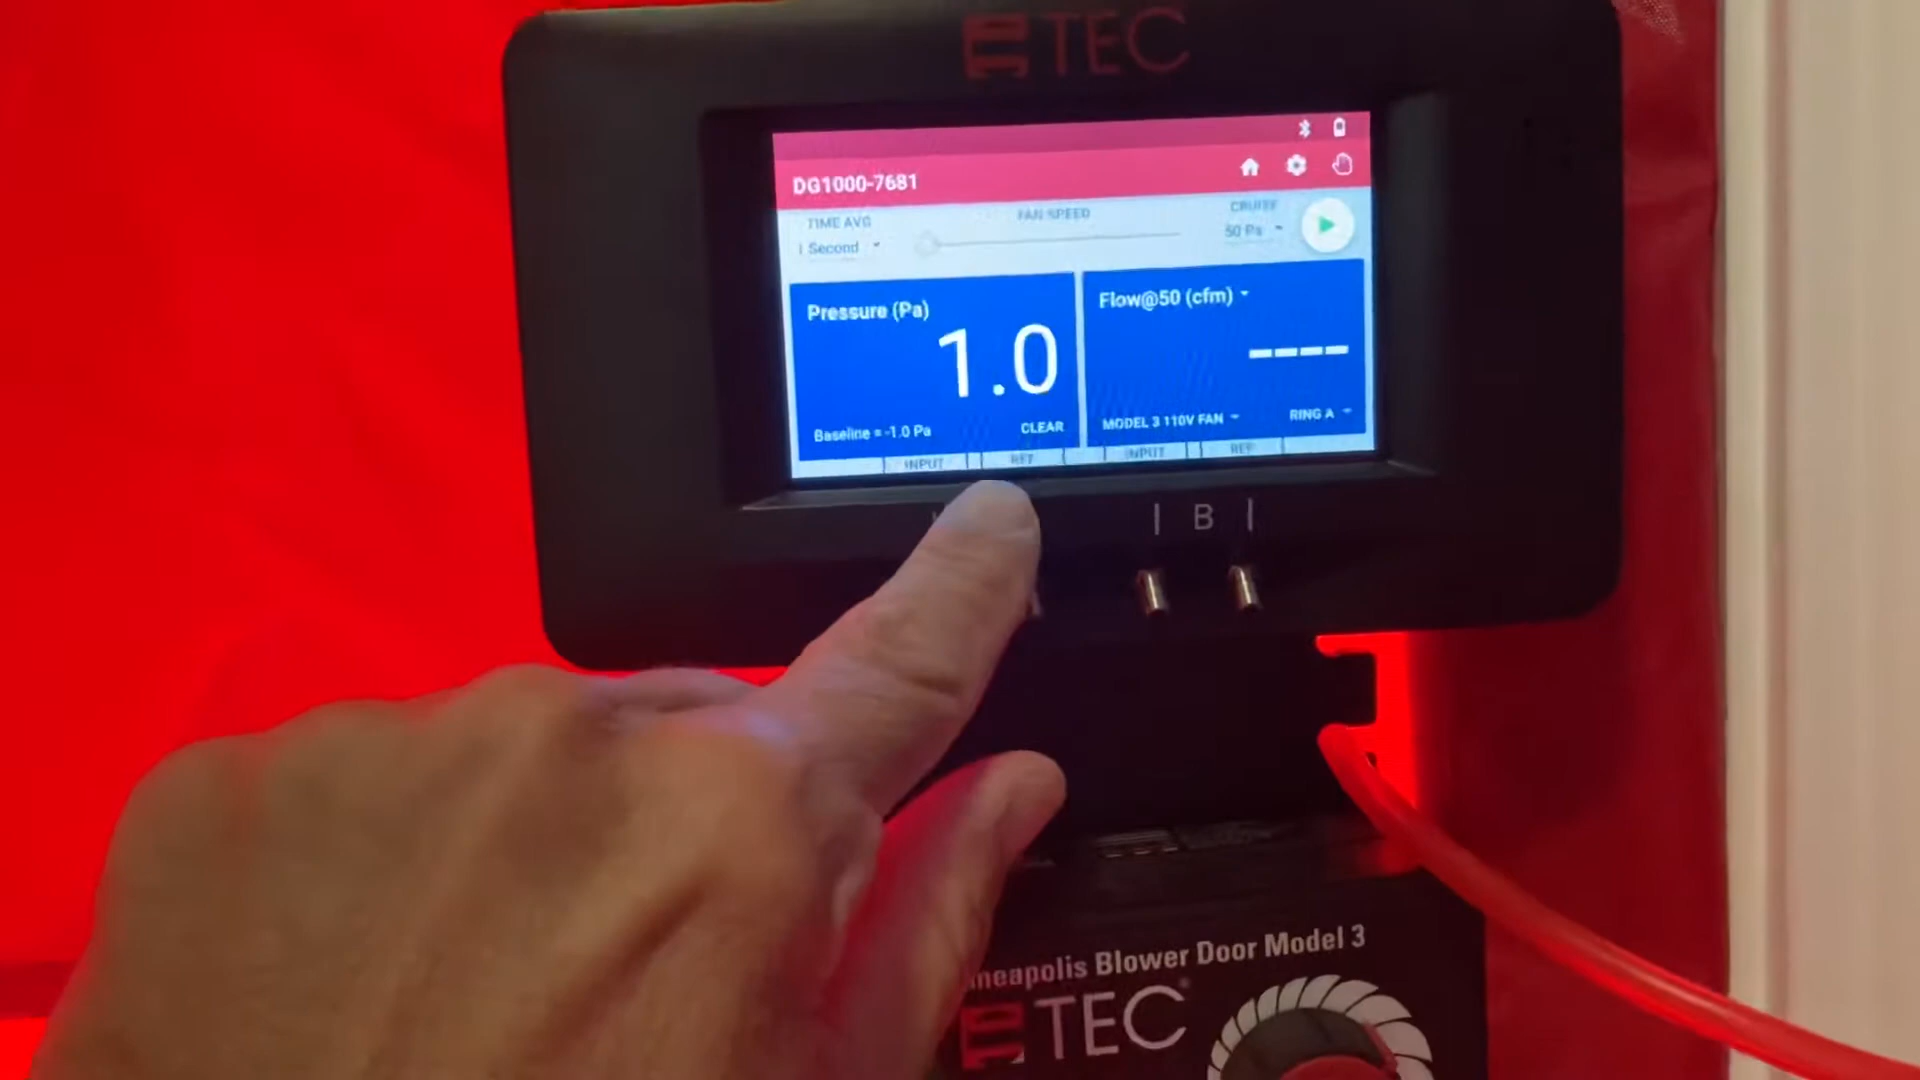 TEC
DG1000-7681
TIME AVG
FAN SPEED
CRUISE
1 Second
50 Pa
Pressure (Pa)
Flow@50 (cfm)
1.0
----
Baseline = -1.0 Pa
CLEAR
MODEL 3 110V FAN
RING A
INPUT
REF
INPUT
REF
B
Blower Door Model 3
TEC